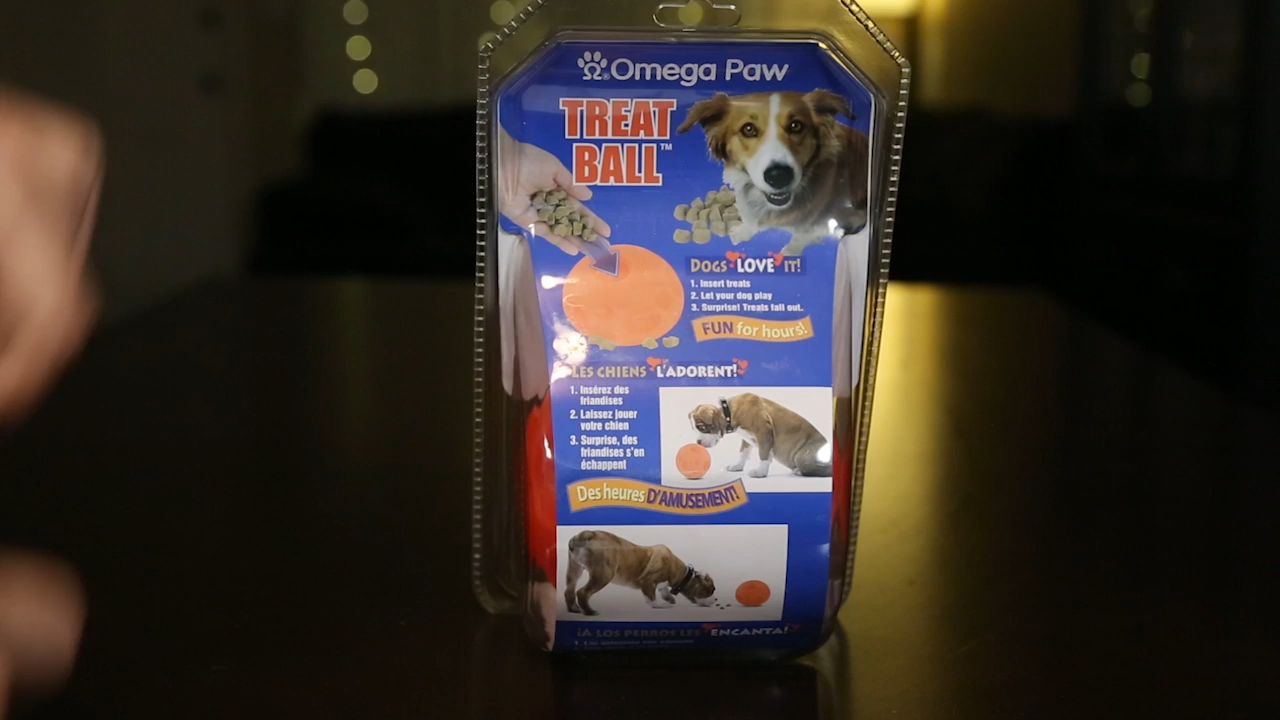 Omega Paw
TREAT
BALL™
DOGS LOVE IT!
1. Insert treats
2. Let your dog play
3. Surprise! Treats fall out.
FUN for hours!
LES CHIENS L'ADORENT!
1. Insérez des
friandises
2. Laissez jouer
votre chien
3. Surprise, des
friandises s'en
échappent
Des heures D'AMUSEMENT!
¡A LOS PERROS LES ENCANTA!